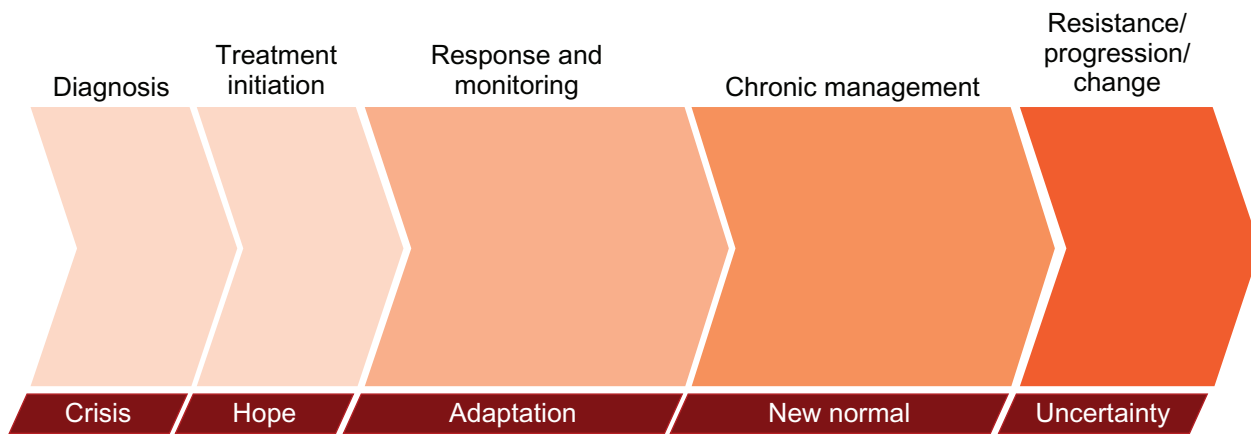 Diagnosis
Treatment
initiation
Response and
monitoring
Chronic management
Resistance/
progression/
change
Crisis
Hope
Adaptation
New normal
Uncertainty